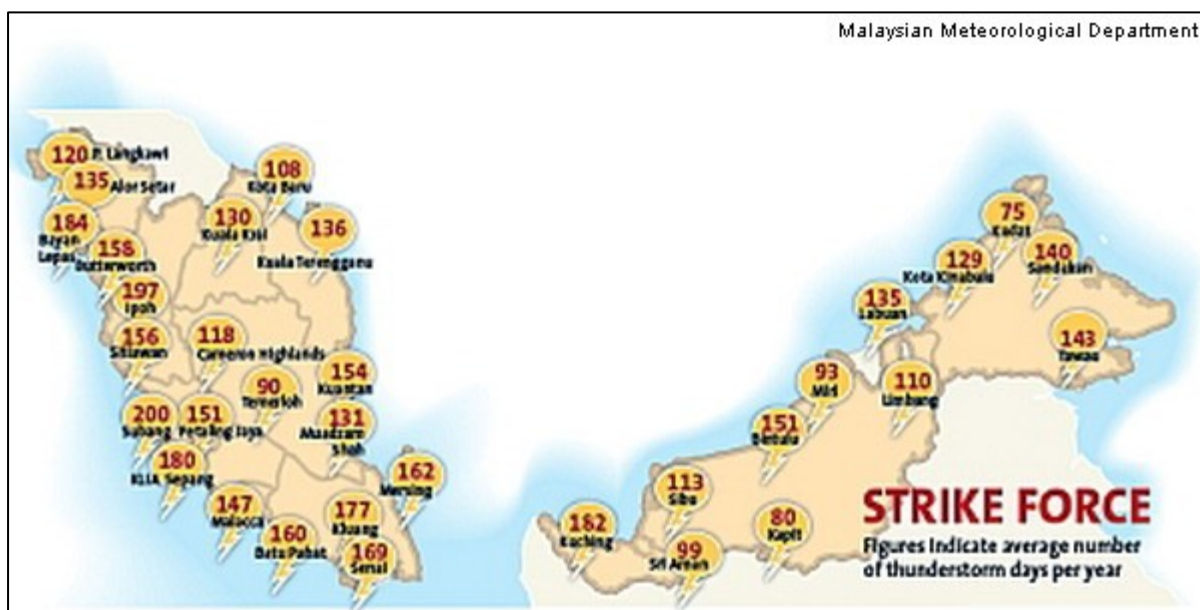 Malaysian Meteorological Department
120 P. Langkawi
135 Alor Setar
108
Kota Baru
184
Bayan
Lepas
130
Kuala Krai
136
Kuala Terengganu
158
Butterworth
197
Ipoh
156
Sitiawan
118
Cameron Highlands
154
Kuantan
90
Temerloh
200
Subang
151
Petaling Jaya
131
Muadzam
Shah
180
KLIA Sepang
162
Mersing
147
Malacca
177
Kluang
160
Batu Pahat
169
Senai
75
Kudat
129
Kota Kinabalu
140
Sandakan
135
Labuan
143
Tawau
93
Miri
110
Limbang
151
Bintulu
113
Sibu
182
Kuching
99
Sri Aman
80
Kapit
STRIKE FORCE
Figures indicate average number
of thunderstorm days per year